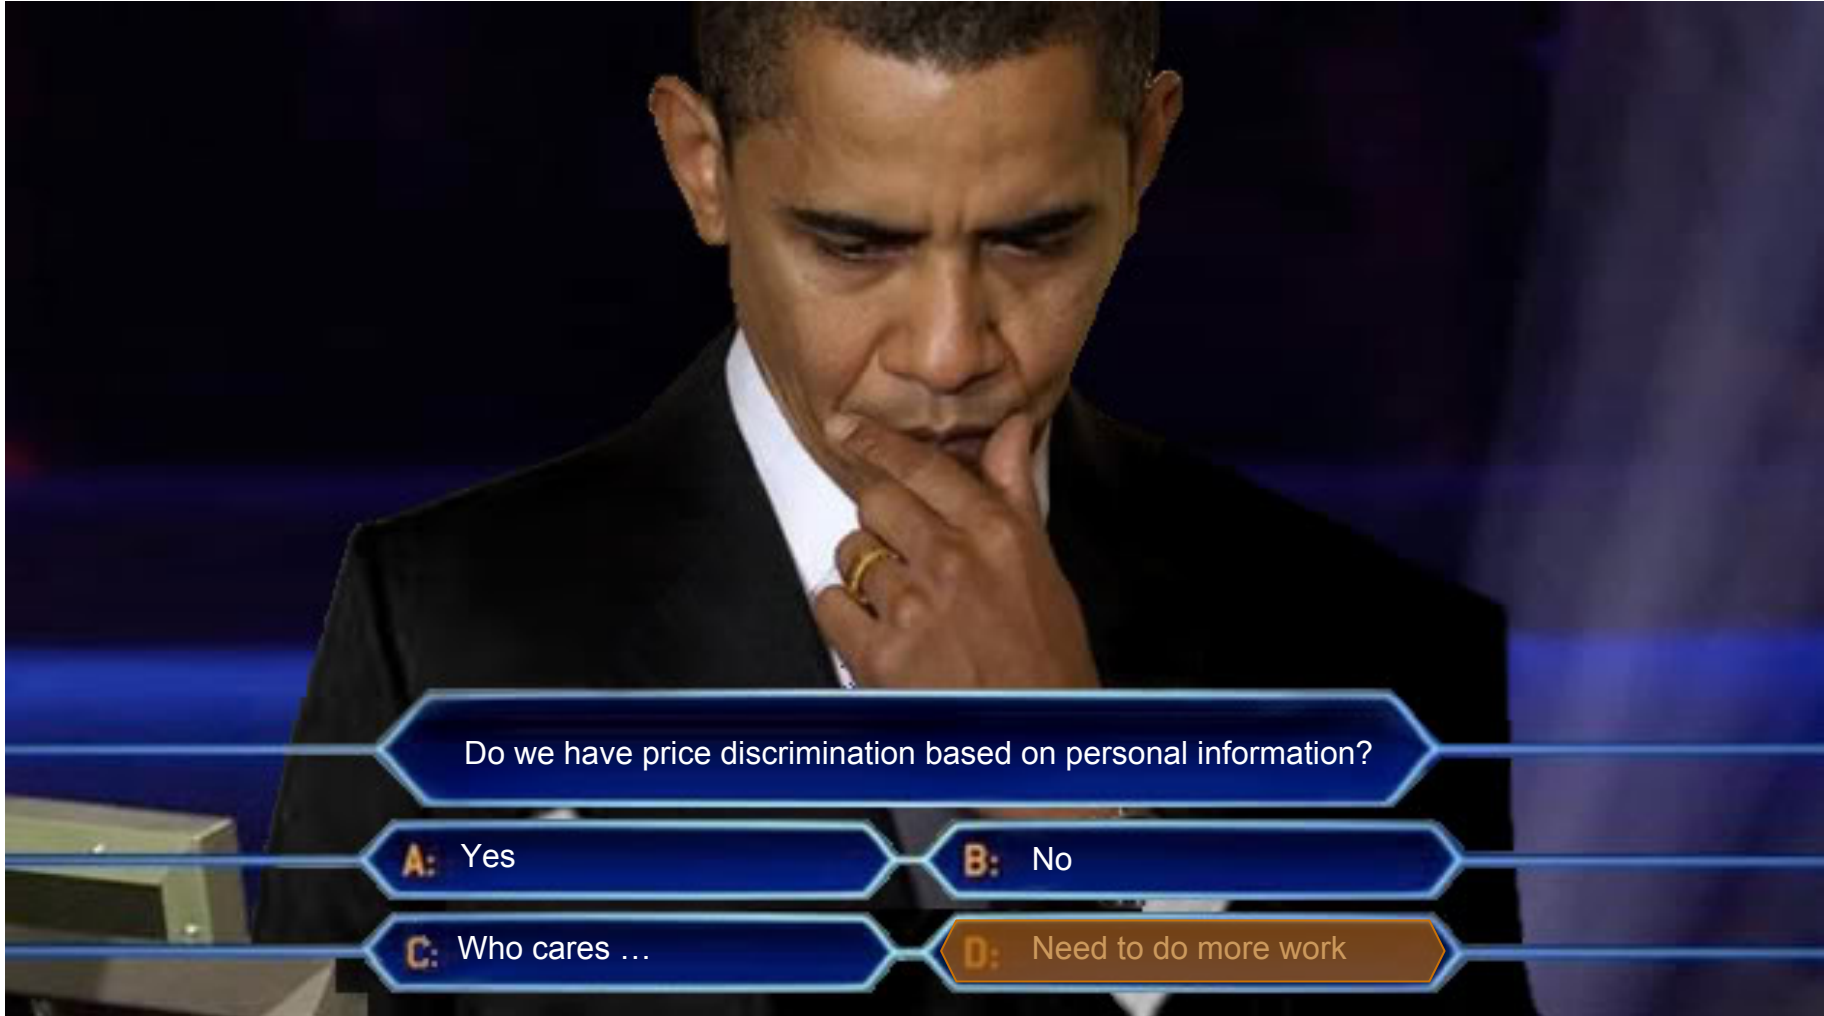 Do we have price discrimination based on personal information?
A: Yes
B: No
C: Who cares …
D: Need to do more work